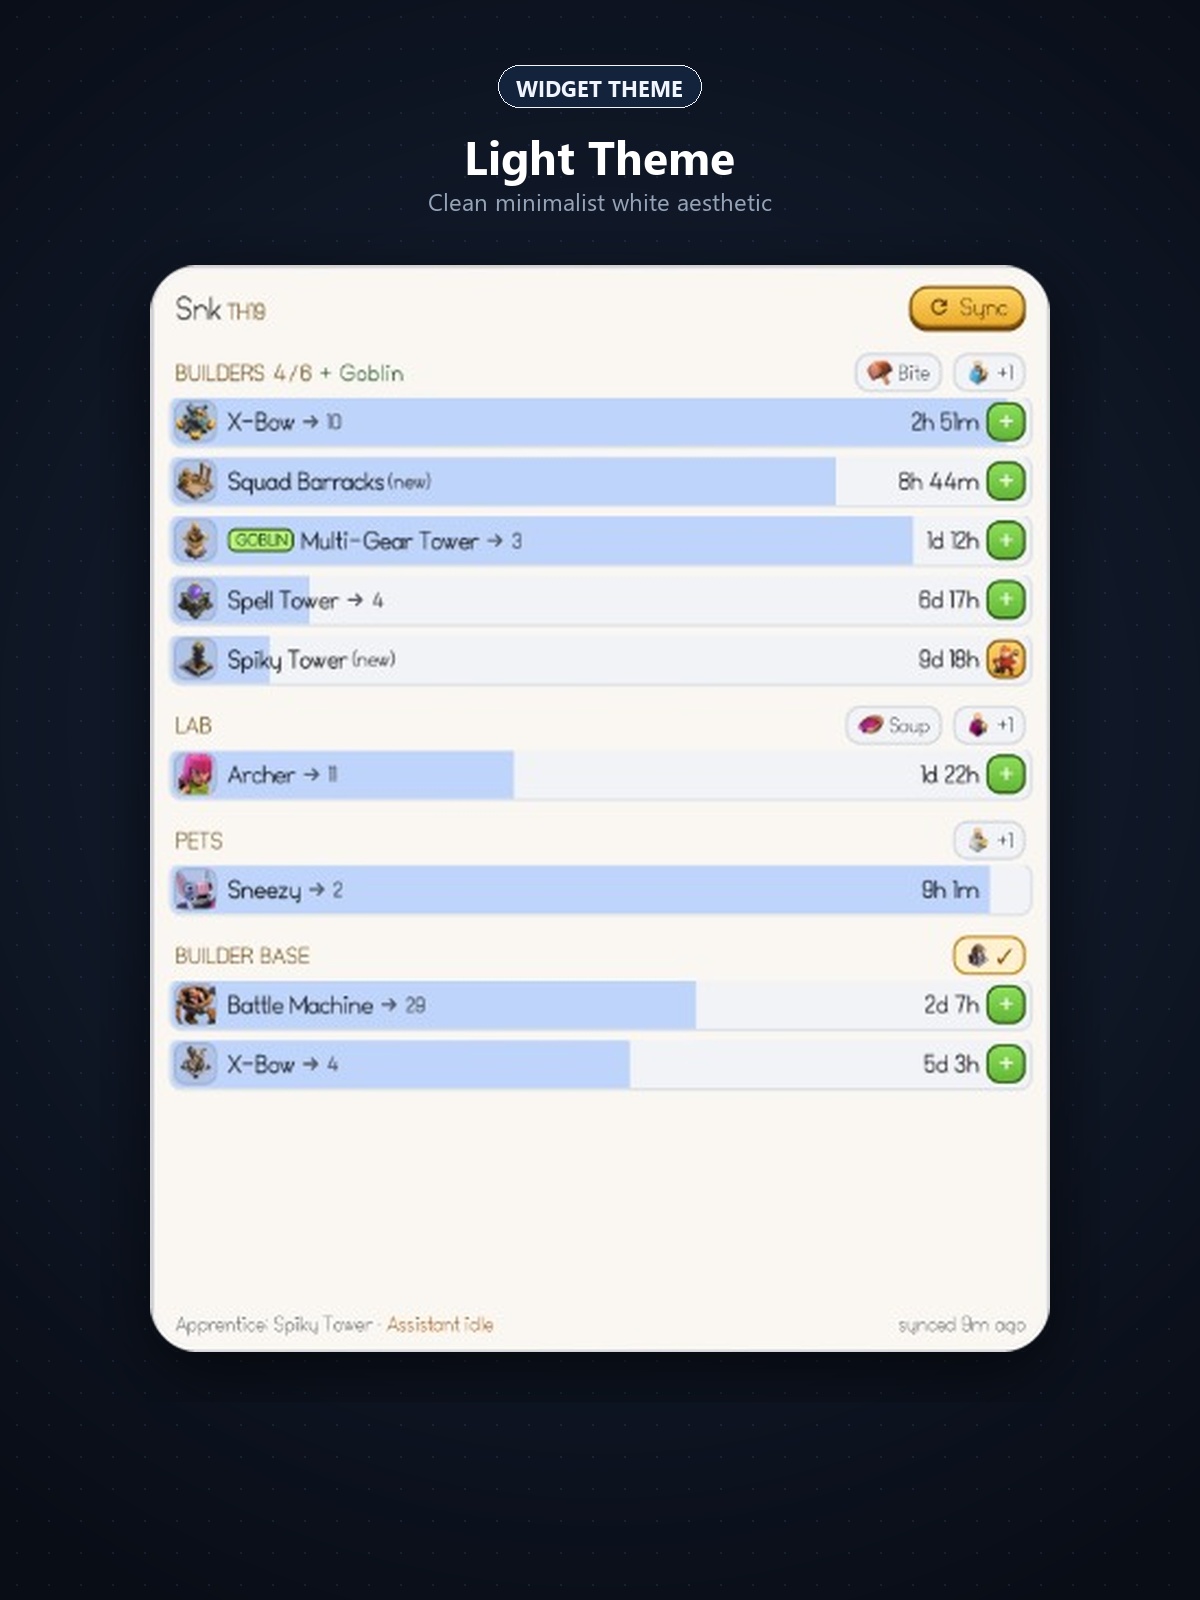 WIDGET THEME
Light Theme
Clean minimalist white aesthetic
Snk TH19
Sync
BUILDERS 4/6 + Goblin
Bite
+1
X-Bow → 10
2h 51m
+
Squad Barracks (new)
8h 44m
+
GOBLIN Multi-Gear Tower → 3
1d 12h
+
Spell Tower → 4
6d 17h
+
Spiky Tower (new)
9d 18h
LAB
Soup
+1
Archer → 11
1d 22h
+
PETS
+1
Sneezy → 2
9h 1m
BUILDER BASE
✓
Battle Machine → 29
2d 7h
+
X-Bow → 4
5d 3h
+
Apprentice: Spiky Tower · Assistant idle
synced 9m ago